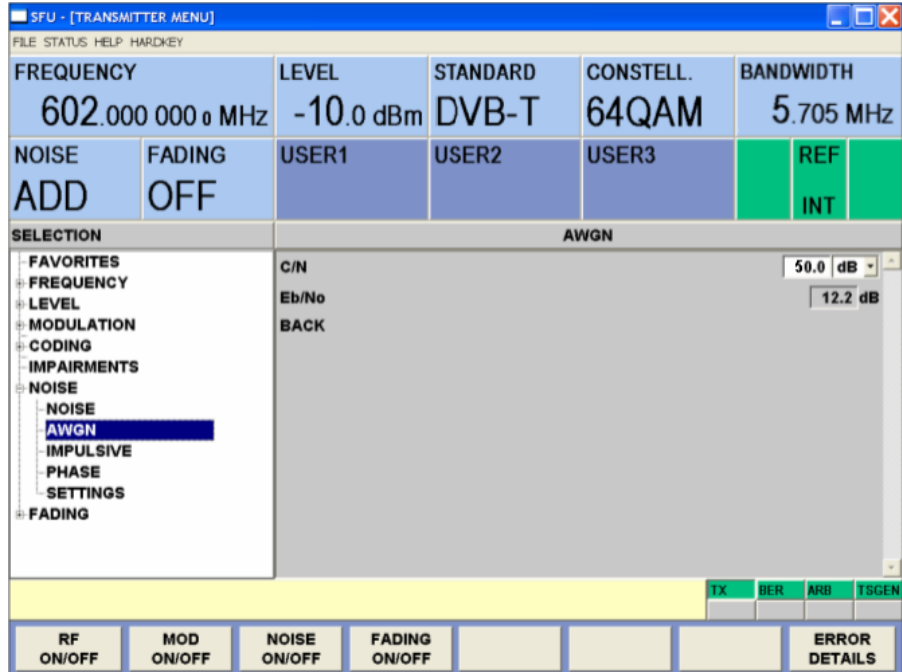 SFU - [TRANSMITTER MENU]
FILE STATUS HELP HARDKEY
FREQUENCY LEVEL STANDARD CONSTELL. BANDWIDTH
602.000 000 0 MHz -10.0 dBm DVB-T 64QAM 5.705 MHz
NOISE FADING USER1 USER2 USER3 REF
ADD OFF INT
SELECTION AWGN
FAVORITES
FREQUENCY
LEVEL
MODULATION
CODING
IMPAIRMENTS
NOISE
NOISE
AWGN
IMPULSIVE
PHASE
SETTINGS
FADING
C/N 50.0 dB
Eb/No 12.2 dB
BACK
TX BER ARB TSGEN
RF ON/OFF
MOD ON/OFF
NOISE ON/OFF
FADING ON/OFF
ERROR DETAILS